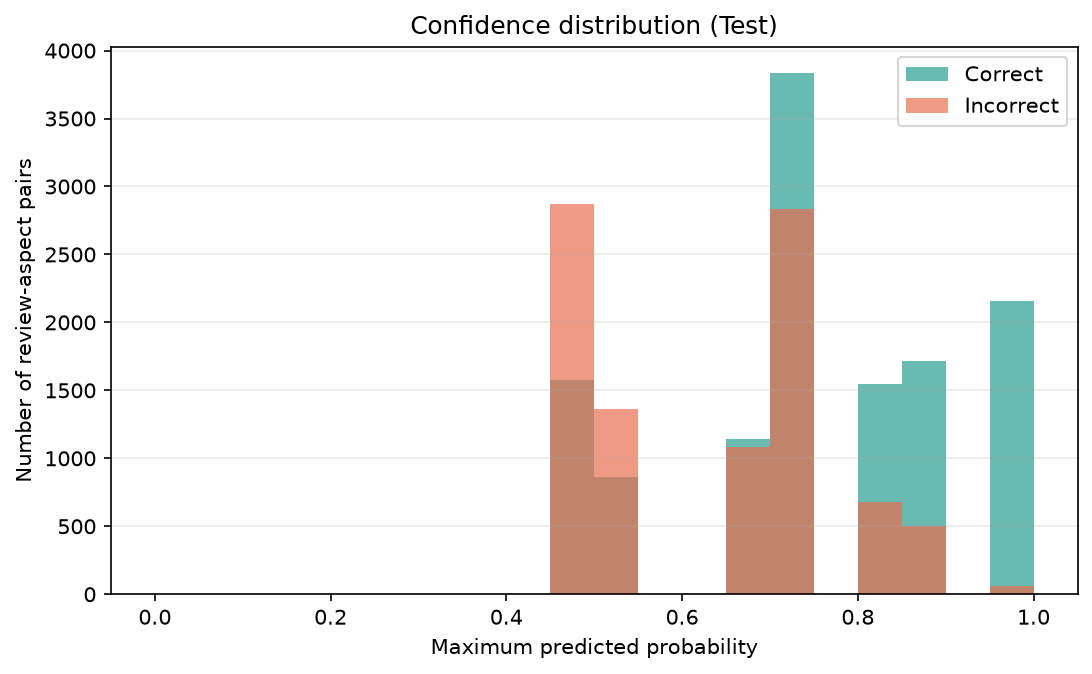 Confidence distribution (Test)
Correct
Incorrect
Number of review-aspect pairs
4000
3500
3000
2500
2000
1500
1000
500
0
0.0 0.2 0.4 0.6 0.8 1.0
Maximum predicted probability